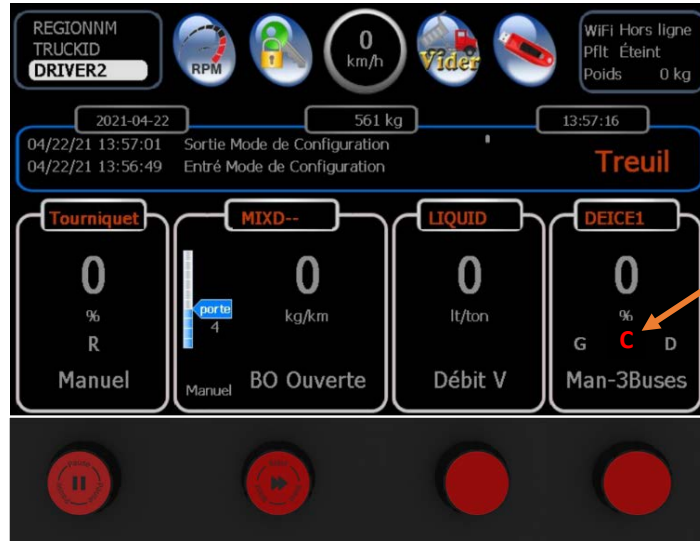 REGIONNM
TRUCKID
DRIVER2
RPM
0
km/h
Vider
WiFi Hors ligne
Pflt Éteint
Poids 0 kg
2021-04-22
561 kg
13:57:16
04/22/21 13:57:01 Sortie Mode de Configuration
04/22/21 13:56:49 Entré Mode de Configuration
Treuil
Tourniquet
0
%
R
Manuel
MIXD--
porte
4
0
kg/km
Manuel
BO Ouverte
LIQUID
0
lt/ton
Débit V
DEICE1
0
%
G C D
Man-3Buses
Pause